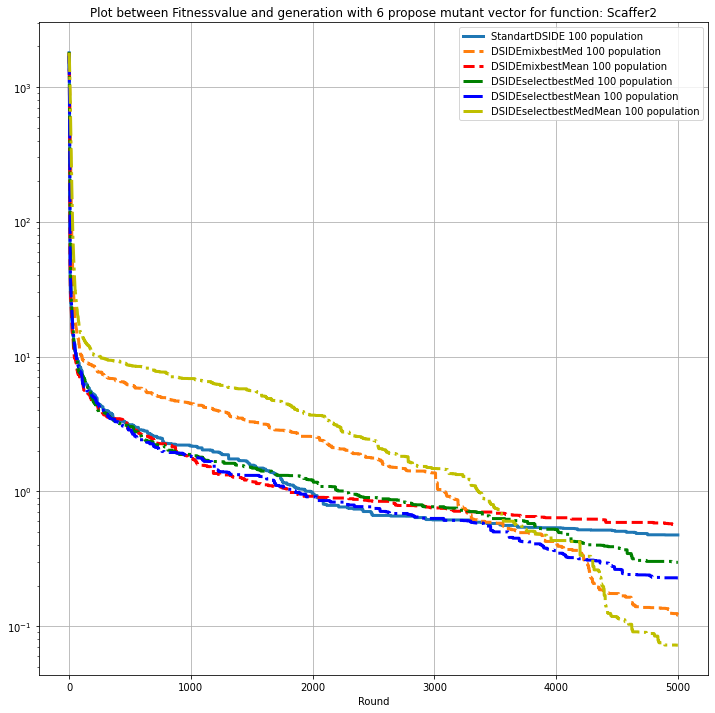 Plot between Fitnessvalue and generation with 6 propose mutant vector for function: Scaffer2
StandartDSIDE 100 population
DSIDEmixbestMed 100 population
DSIDEmixbestMean 100 population
DSIDEselectbestMed 100 population
DSIDEselectbestMean 100 population
DSIDEselectbestMedMean 100 population
10³
10²
10¹
10⁰
10⁻¹
0 1000 2000 3000 4000 5000
Round